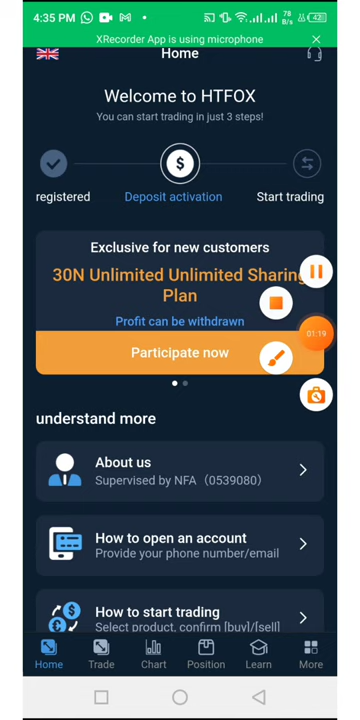 4:35 PM
78
B/s
42
XRecorder App is using microphone
Home
Welcome to HTFOX
You can start trading in just 3 steps!
registered
Deposit activation
Start trading
Exclusive for new customers
30N Unlimited Unlimited Sharing
Plan
Profit can be withdrawn
01:19
Participate now
understand more
About us
Supervised by NFA（0539080）
How to open an account
Provide your phone number/email
How to start trading
Select product, confirm [buy]/[sell]
Home
Trade
Chart
Position
Learn
More